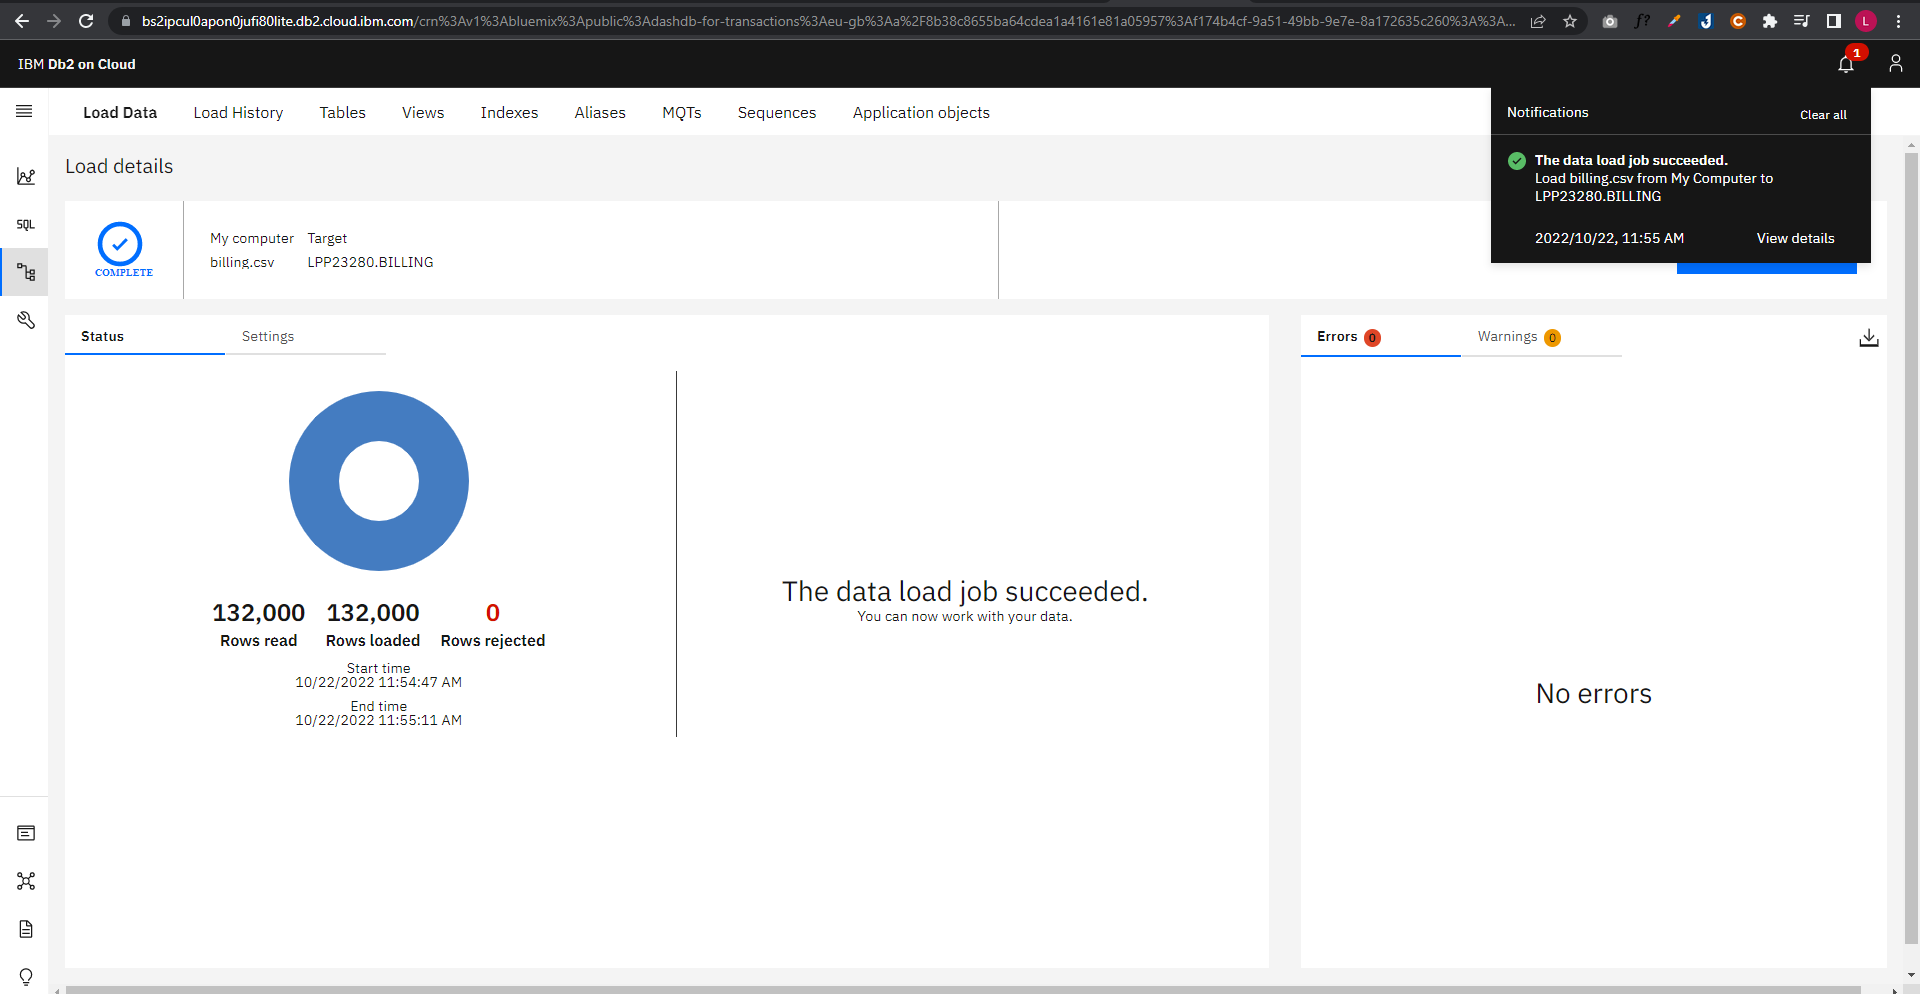 bs2ipcul0apon0jufi80lite.db2.cloud.ibm.com/crn%3Av1%3Abluemix%3Apublic%3Adashdb-for-transactions%3Aeu-gb%3Aa%2F8b38c8655ba64cdea1a4161e81a05957%3Af174b4cf-9a51-49bb-9e7e-8a172635c260%3A%3A...
f?
C
L
IBM Db2 on Cloud
1
Load Data
Load History
Tables
Views
Indexes
Aliases
MQTs
Sequences
Application objects
Notifications
Clear all
The data load job succeeded.
Load billing.csv from My Computer to
LPP23280.BILLING
2022/10/22, 11:55 AM
View details
SQL
Load details
COMPLETE
My computer Target
billing.csv LPP23280.BILLING
Status
Settings
132,000 132,000 0
Rows read Rows loaded Rows rejected
Start time
10/22/2022 11:54:47 AM
End time
10/22/2022 11:55:11 AM
The data load job succeeded.
You can now work with your data.
Errors 0
Warnings 0
No errors